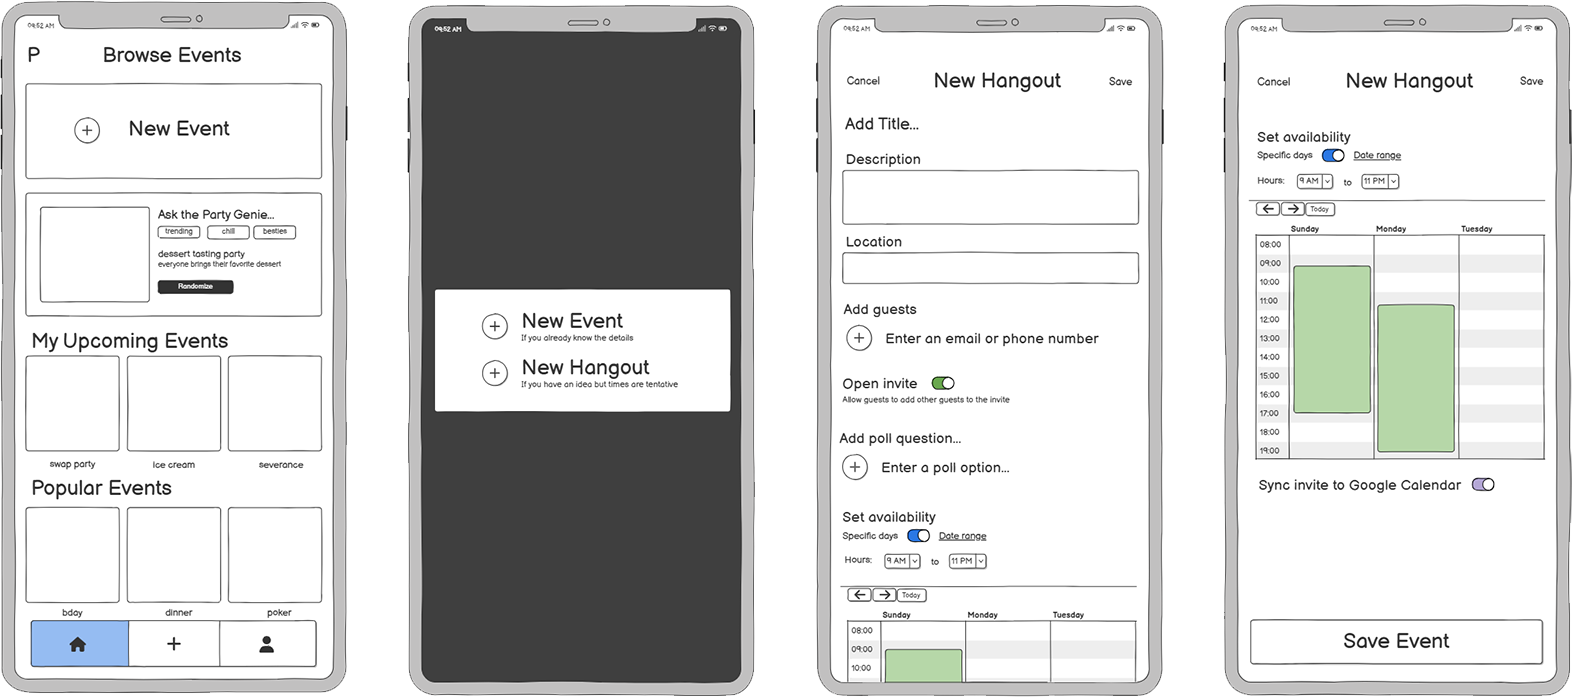 09:52 AM
P
Browse Events
New Event
Ask the Party Genie...
trending
chill
besties
dessert tasting party
everyone brings their favorite dessert
Randomize
My Upcoming Events
swap party
Ice cream
severance
Popular Events
bday
dinner
poker
09:52 AM
New Event
If you already know the details
New Hangout
If you have an idea but times are tentative
09:52 AM
Cancel
New Hangout
Save
Add Title...
Description
Location
Add guests
Enter an email or phone number
Open invite
Allow guests to add other guests to the invite
Add poll question...
Enter a poll option...
Set availability
Specific days
Date range
Hours:
9 AM
to
11 PM
Today
Sunday
Monday
Tuesday
08:00
09:00
10:00
09:52 AM
Cancel
New Hangout
Save
Set availability
Specific days
Date range
Hours:
9 AM
to
11 PM
Today
Sunday
Monday
Tuesday
08:00
09:00
10:00
11:00
12:00
13:00
14:00
15:00
16:00
17:00
18:00
19:00
Sync invite to Google Calendar
Save Event